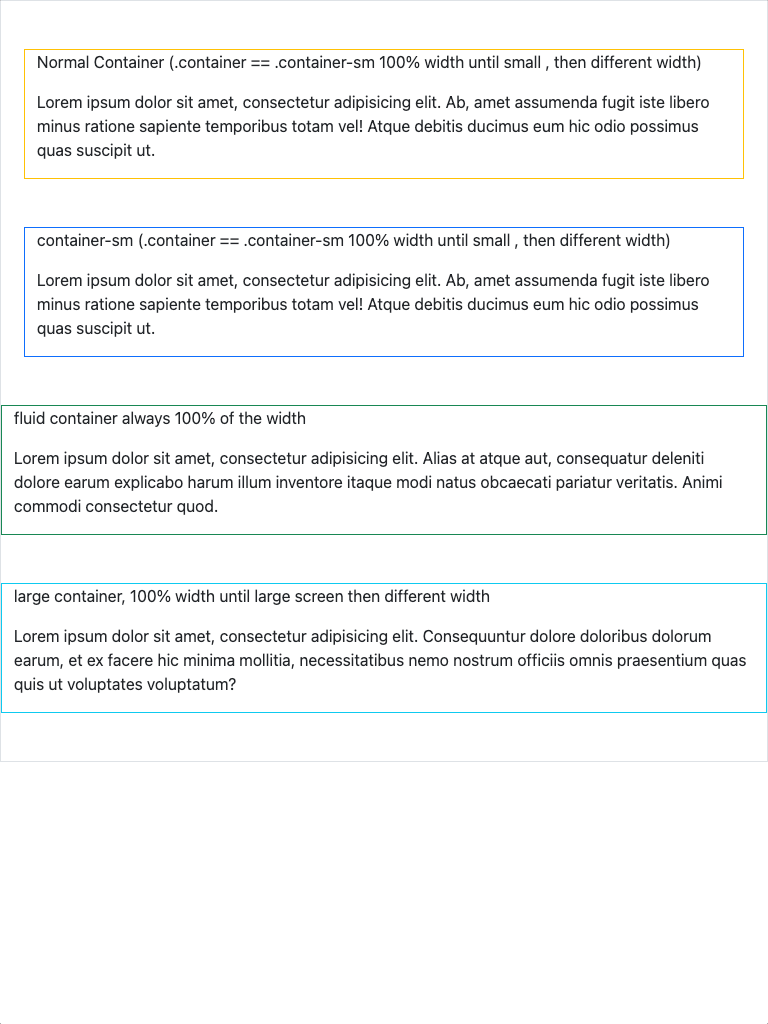 Normal Container (.container == .container-sm 100% width until small , then different width)
Lorem ipsum dolor sit amet, consectetur adipisicing elit. Ab, amet assumenda fugit iste libero
minus ratione sapiente temporibus totam vel! Atque debitis ducimus eum hic odio possimus
quas suscipit ut.
container-sm (.container == .container-sm 100% width until small , then different width)
Lorem ipsum dolor sit amet, consectetur adipisicing elit. Ab, amet assumenda fugit iste libero
minus ratione sapiente temporibus totam vel! Atque debitis ducimus eum hic odio possimus
quas suscipit ut.
fluid container always 100% of the width
Lorem ipsum dolor sit amet, consectetur adipisicing elit. Alias at atque aut, consequatur deleniti
dolore earum explicabo harum illum inventore itaque modi natus obcaecati pariatur veritatis. Animi
commodi consectetur quod.
large container, 100% width until large screen then different width
Lorem ipsum dolor sit amet, consectetur adipisicing elit. Consequuntur dolore doloribus dolorum
earum, et ex facere hic minima mollitia, necessitatibus nemo nostrum officiis omnis praesentium quas
quis ut voluptates voluptatum?